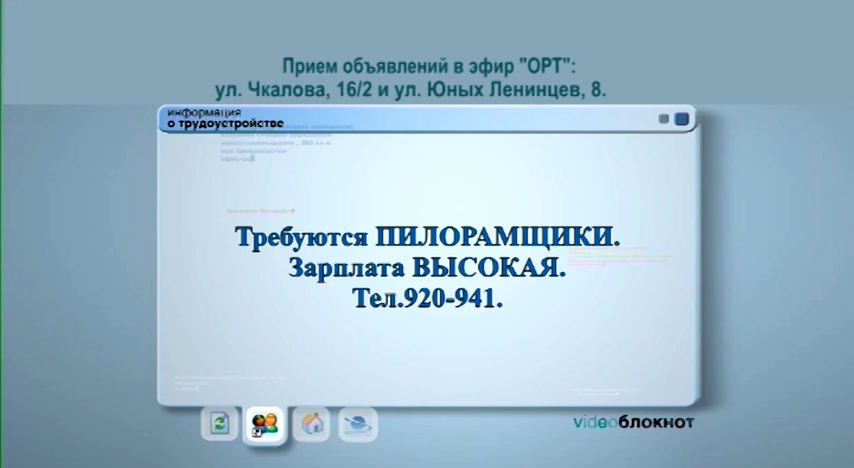 Прием объявлений в эфир "ОРТ":
ул. Чкалова, 16/2 и ул. Юных Ленинцев, 8.
информация
о трудоустройстве
Требуются ПИЛОРАМЩИКИ.
Зарплата ВЫСОКАЯ.
Тел.920-941.
videoблокнот